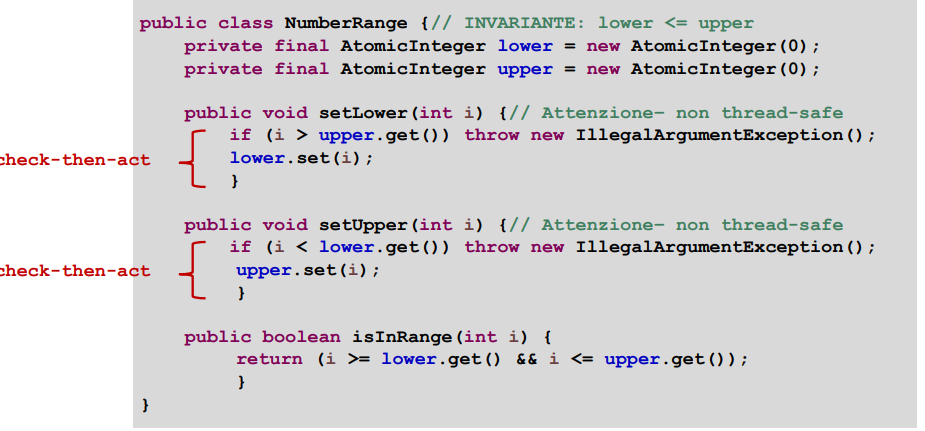 public class NumberRange {// INVARIANTE: lower <= upper
private final AtomicInteger lower = new AtomicInteger(0);
private final AtomicInteger upper = new AtomicInteger(0);
public void setLower(int i) {// Attenzione– non thread-safe
if (i > upper.get()) throw new IllegalArgumentException();
check-then-act
lower.set(i);
}
public void setUpper(int i) {// Attenzione– non thread-safe
if (i < lower.get()) throw new IllegalArgumentException();
check-then-act
upper.set(i);
}
public boolean isInRange(int i) {
return (i >= lower.get() && i <= upper.get());
}
}